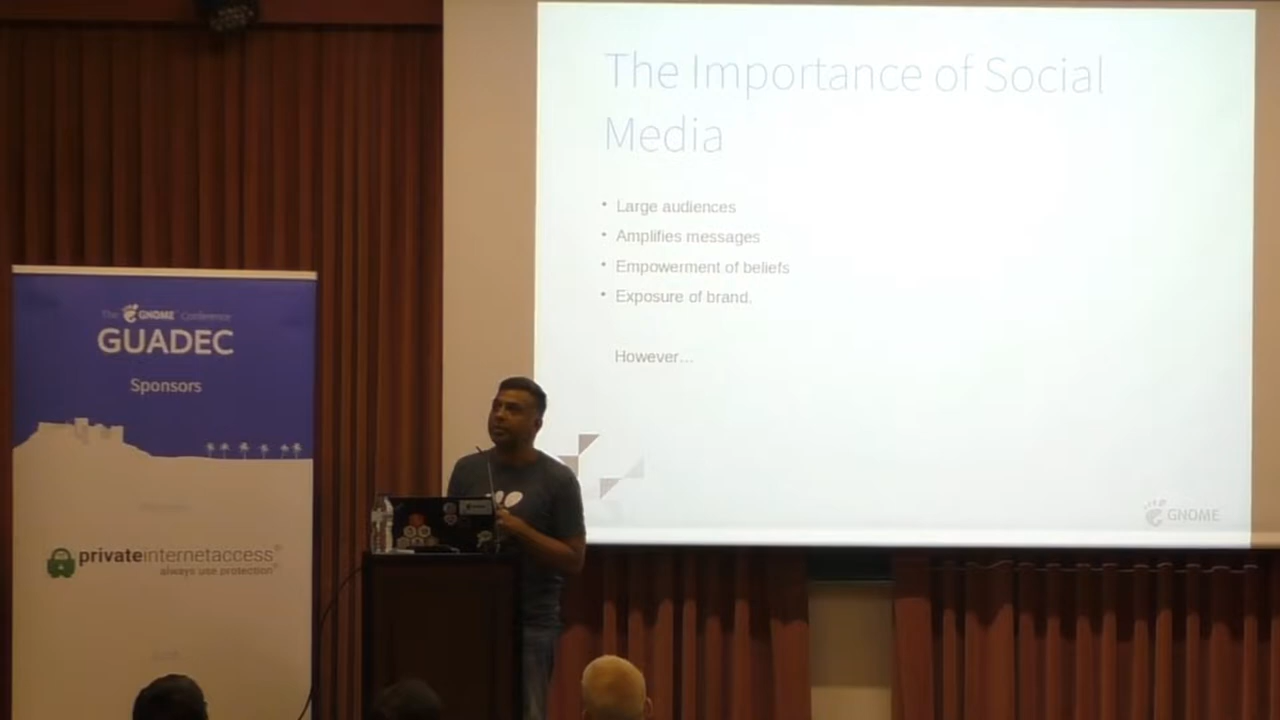 The Importance of Social
Media
• Large audiences
• Amplifies messages
• Empowerment of beliefs
• Exposure of brand.
However...
GNOME
The GNOME Conference
GUADEC
Sponsors
privateinternetaccess®
always use protection®